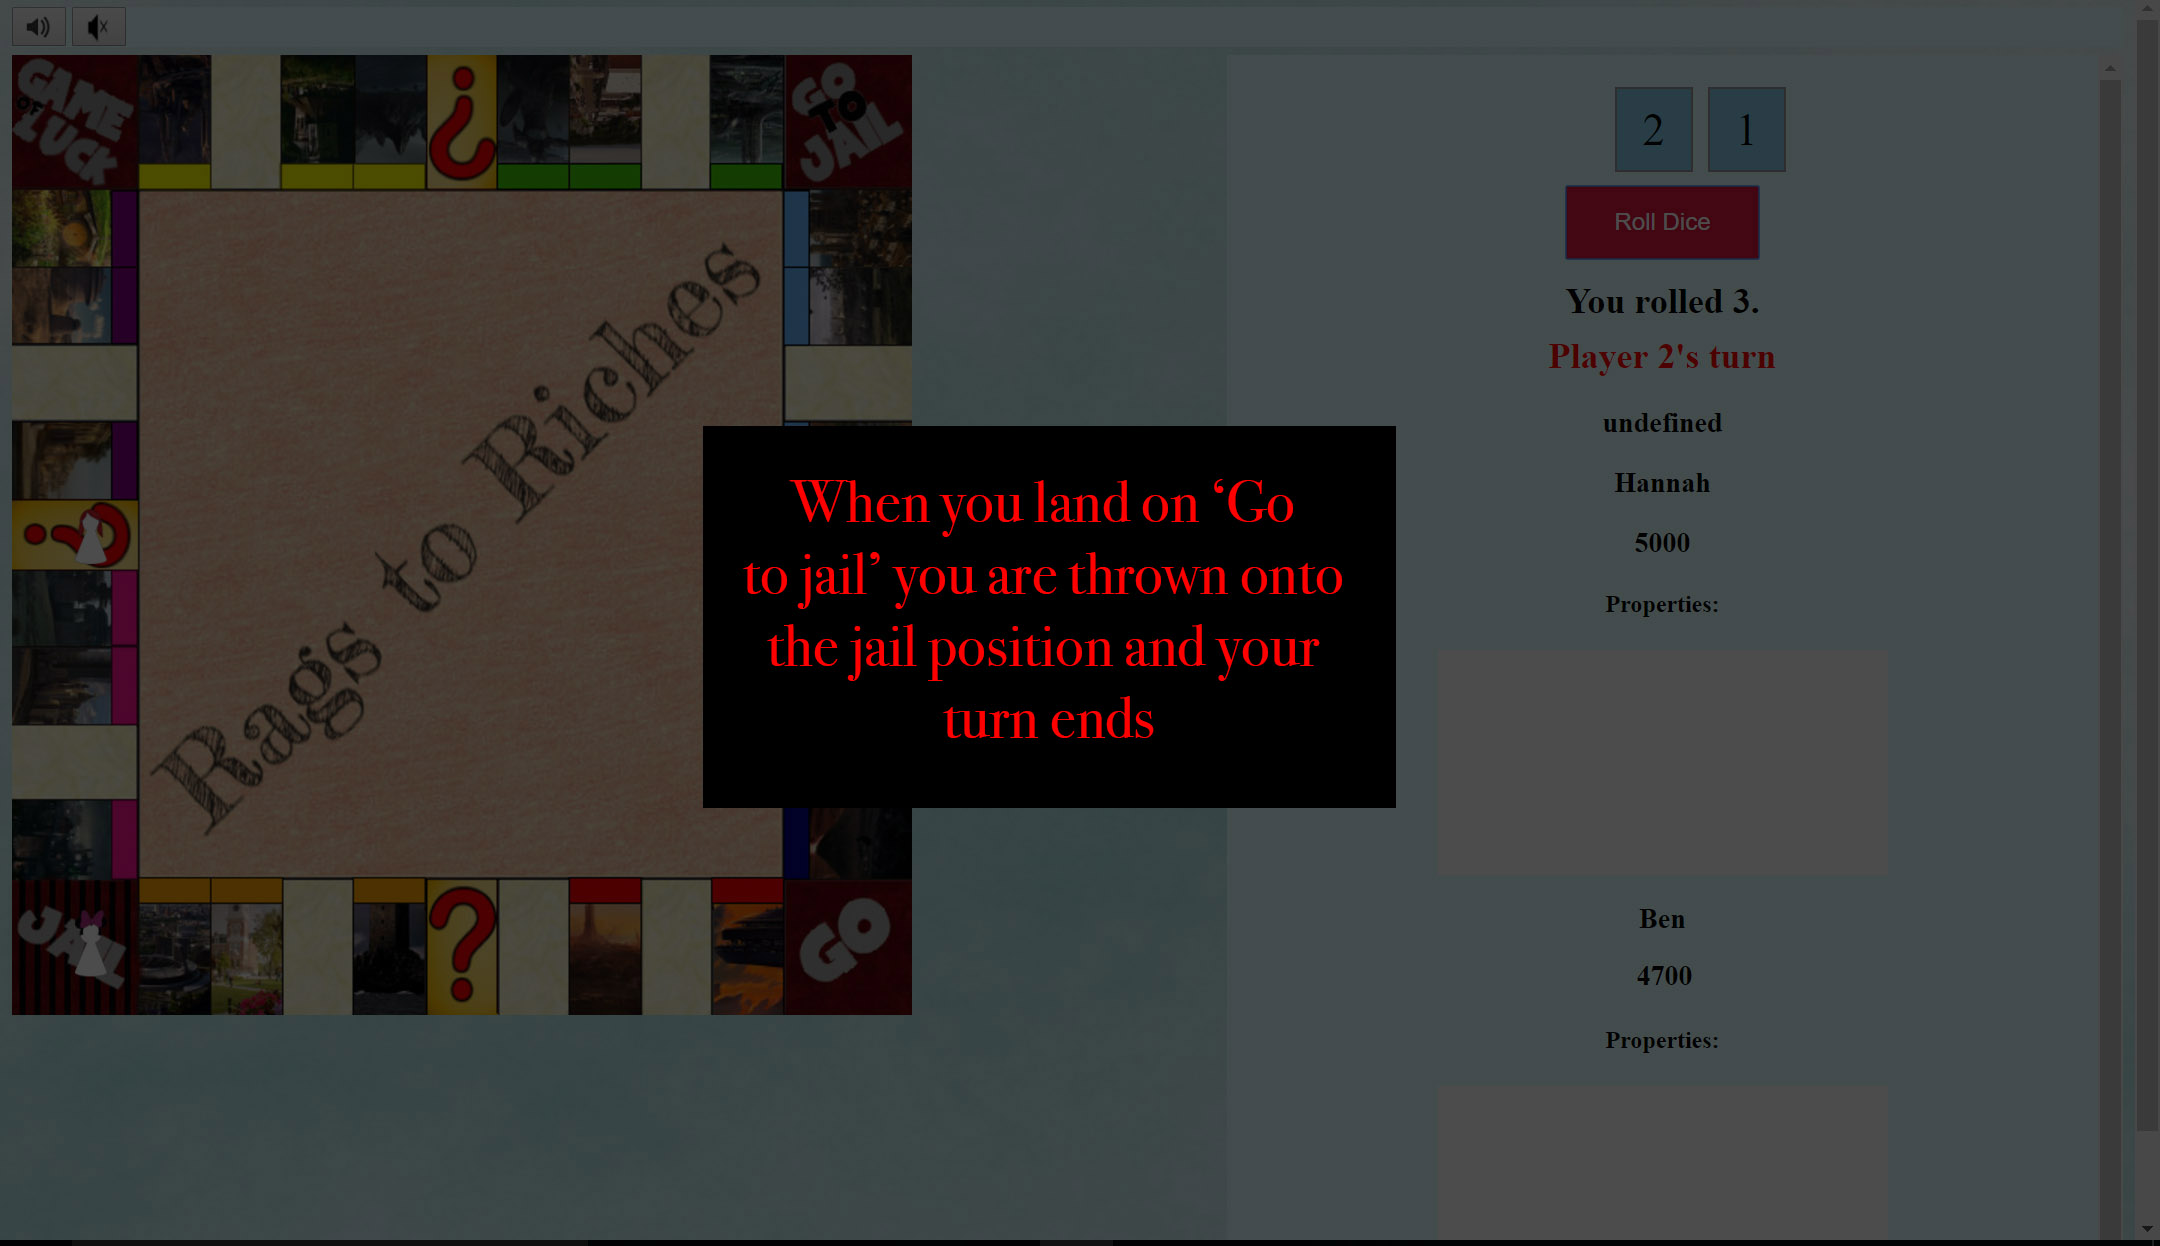 GAME
OF
LUCK
?
GO
TO
JAIL
Rags to Riches
?
JAIL
?
GO
2 1
Roll Dice
You rolled 3.
Player 2's turn
undefined
Hannah
5000
Properties:
Ben
4700
Properties:
When you land on ‘Go
to jail’ you are thrown onto
the jail position and your
turn ends